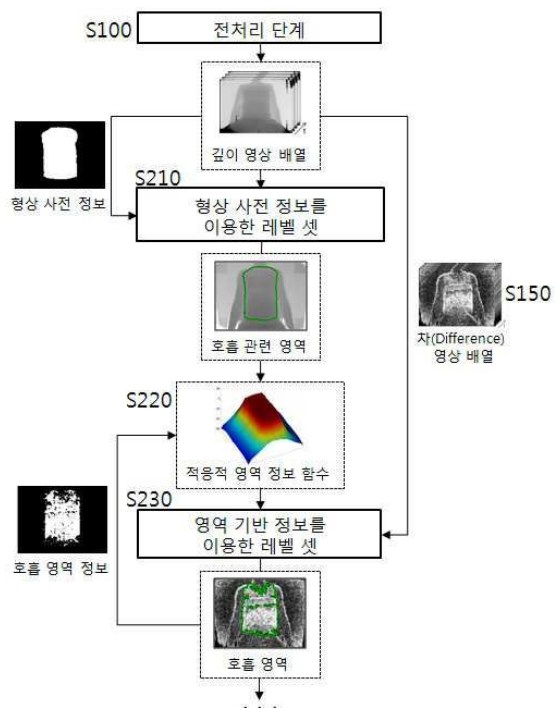 S100
전처리 단계
깊이 영상 배열
형상 사전 정보
S210
형상 사전 정보를
이용한 레벨 셋
호흡 관련 영역
S150
차(Difference)
영상 배열
S220
적응적 영역 정보 함수
S230
영역 기반 정보를
이용한 레벨 셋
호흡 영역 정보
호흡 영역